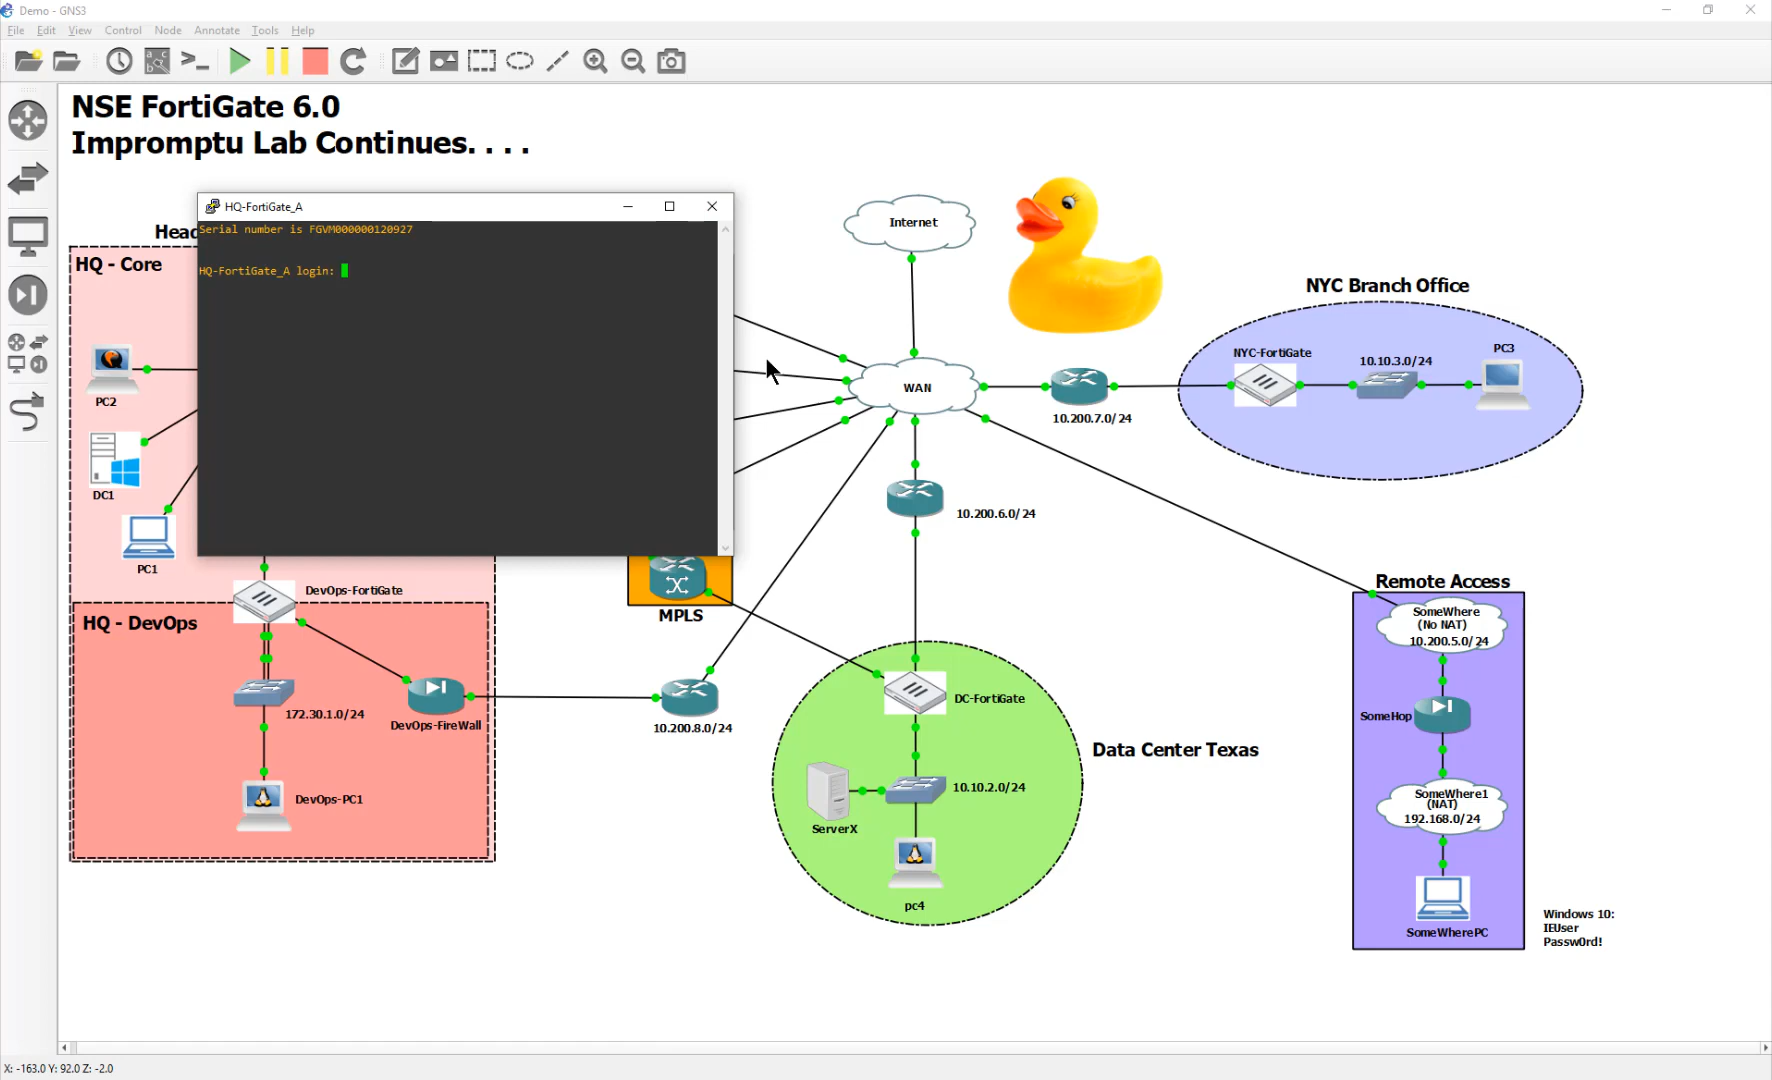 Demo - GNS3
File Edit View Control Node Annotate Tools Help
NSE FortiGate 6.0
Impromptu Lab Continues. . . .
HQ-FortiGate_A
Serial number is FGVM000000120927
HQ-FortiGate_A login:
Head
HQ - Core
PC2
DC1
PC1
DevOps-FortiGate
HQ - DevOps
172.30.1.0/24
DevOps-FireWall
DevOps-PC1
MPLS
10.200.8.0/24
Internet
WAN
10.200.7.0/24
10.200.6.0/24
NYC Branch Office
NYC-FortiGate
10.10.3.0/24
PC3
DC-FortiGate
Data Center Texas
10.10.2.0/24
ServerX
pc4
Remote Access
SomeWhere
(No NAT)
10.200.5.0/24
SomeHop
SomeWhere1
(NAT)
192.168.0/24
SomeWherePC
Windows 10:
IEUser
Passw0rd!
X: -163.0 Y: 92.0 Z: -2.0